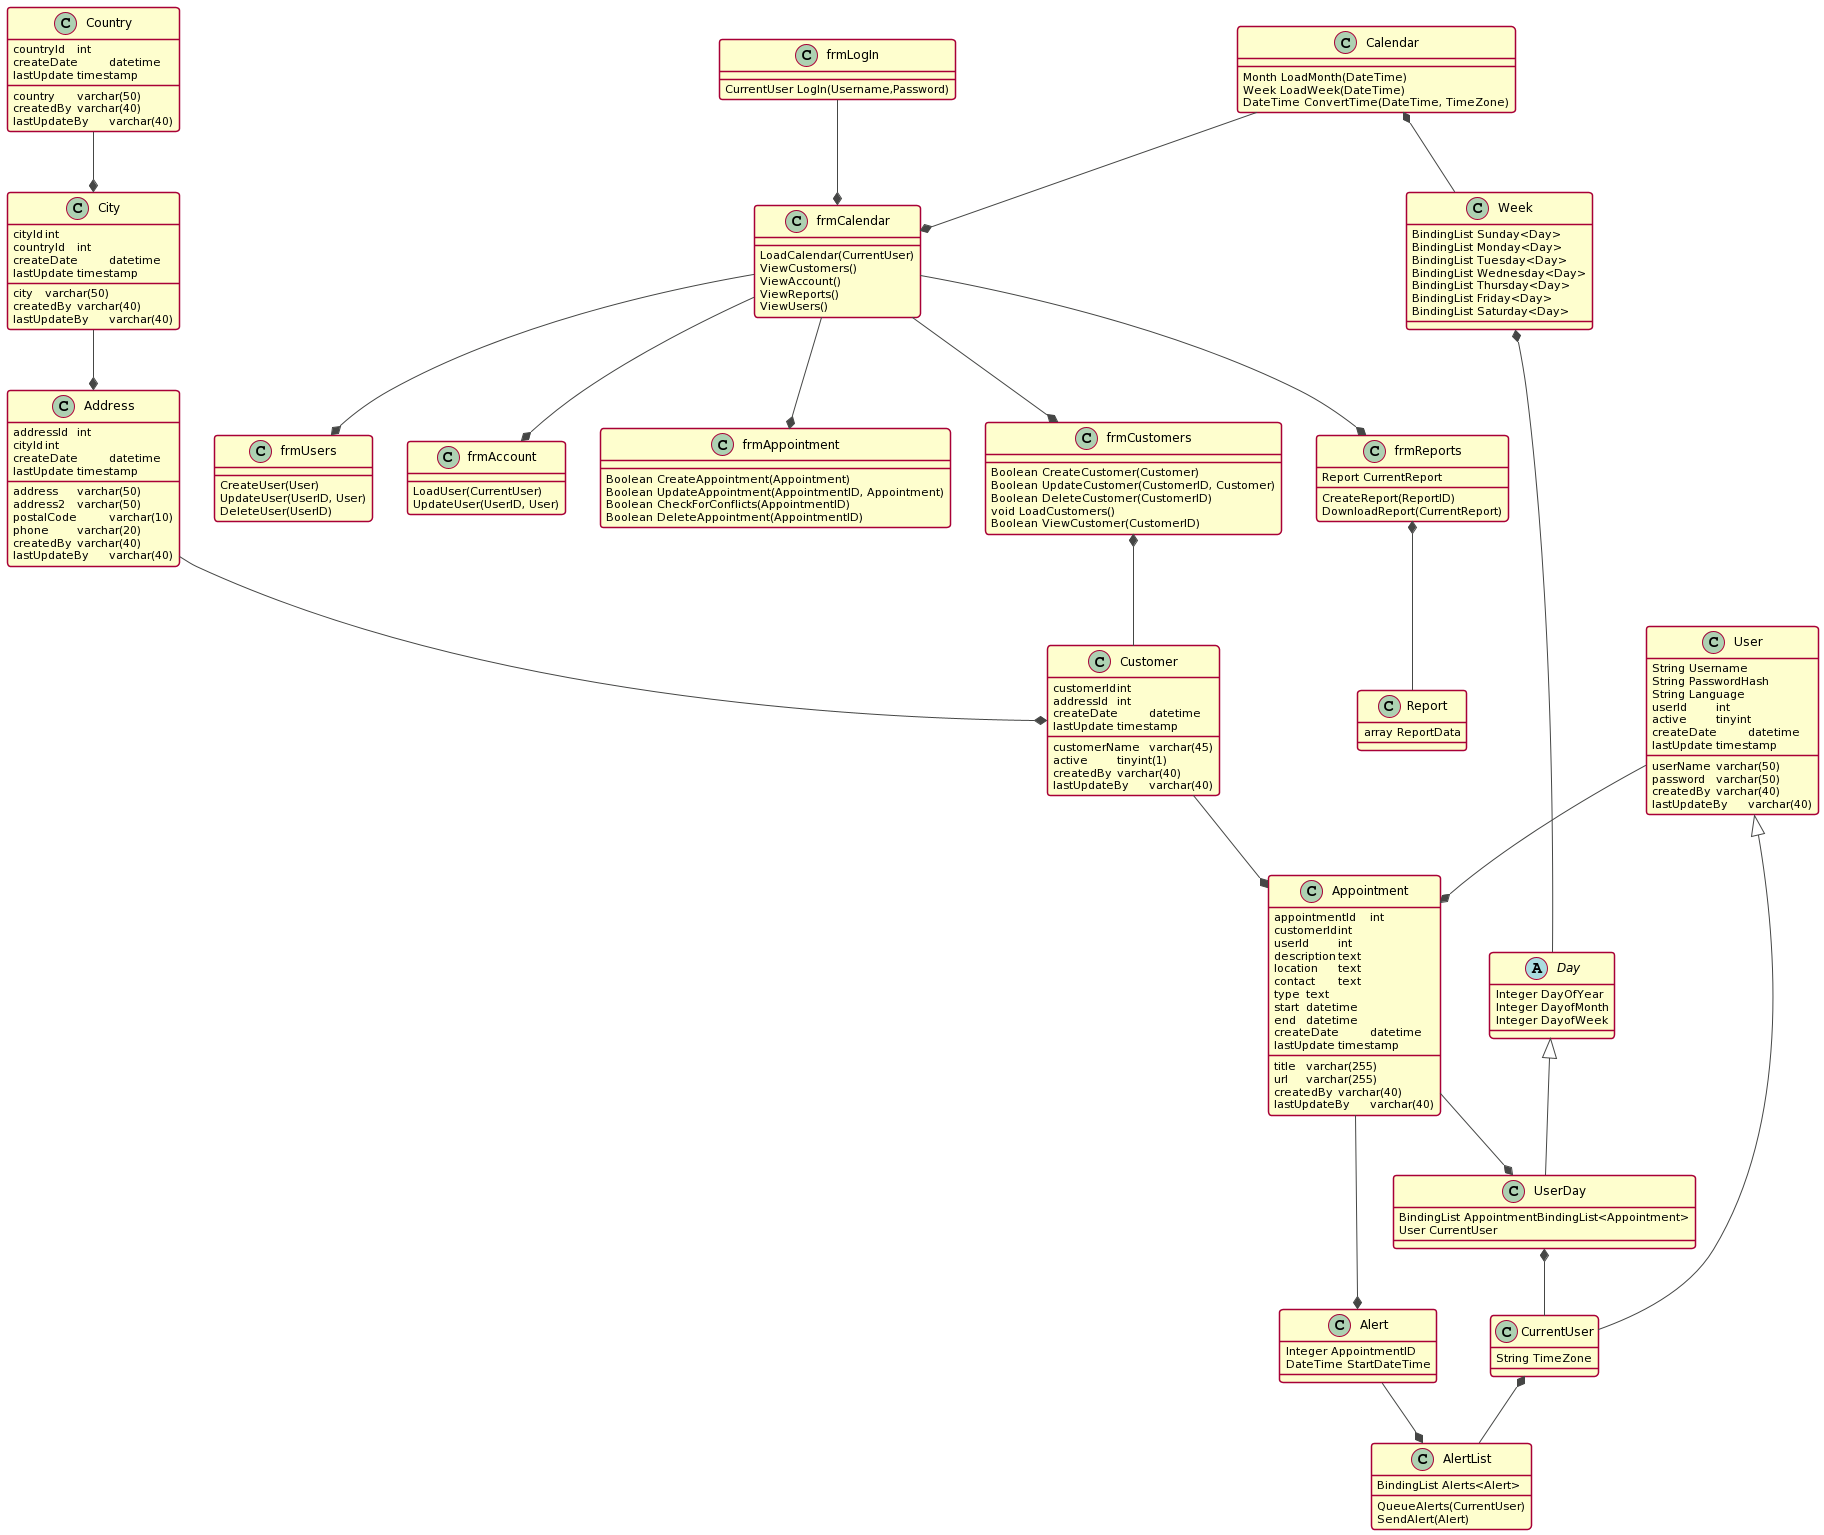 C Country
countryId int
createDate datetime
lastUpdate timestamp
country varchar(50)
createdBy varchar(40)
lastUpdateBy varchar(40)
C frmLogIn
CurrentUser LogIn(Username,Password)
C Calendar
Month LoadMonth(DateTime)
Week LoadWeek(DateTime)
DateTime ConvertTime(DateTime, TimeZone)
C City
cityId int
countryId int
createDate datetime
lastUpdate timestamp
city varchar(50)
createdBy varchar(40)
lastUpdateBy varchar(40)
C frmCalendar
LoadCalendar(CurrentUser)
ViewCustomers()
ViewAccount()
ViewReports()
ViewUsers()
C Week
BindingList Sunday<Day>
BindingList Monday<Day>
BindingList Tuesday<Day>
BindingList Wednesday<Day>
BindingList Thursday<Day>
BindingList Friday<Day>
BindingList Saturday<Day>
C Address
addressId int
cityId int
createDate datetime
lastUpdate timestamp
address varchar(50)
address2 varchar(50)
postalCode varchar(10)
phone varchar(20)
createdBy varchar(40)
lastUpdateBy varchar(40)
C frmUsers
CreateUser(User)
UpdateUser(UserID, User)
DeleteUser(UserID)
C frmAccount
LoadUser(CurrentUser)
UpdateUser(UserID, User)
C frmAppointment
Boolean CreateAppointment(Appointment)
Boolean UpdateAppointment(AppointmentID, Appointment)
Boolean CheckForConflicts(AppointmentID)
Boolean DeleteAppointment(AppointmentID)
C frmCustomers
Boolean CreateCustomer(Customer)
Boolean UpdateCustomer(CustomerID, Customer)
Boolean DeleteCustomer(CustomerID)
void LoadCustomers()
Boolean ViewCustomer(CustomerID)
C frmReports
Report CurrentReport
CreateReport(ReportID)
DownloadReport(CurrentReport)
C Customer
customerId int
addressId int
createDate datetime
lastUpdate timestamp
customerName varchar(45)
active tinyint(1)
createdBy varchar(40)
lastUpdateBy varchar(40)
C Report
array ReportData
C User
String Username
String PasswordHash
String Language
userId int
active tinyint
createDate datetime
lastUpdate timestamp
userName varchar(50)
password varchar(50)
createdBy varchar(40)
lastUpdateBy varchar(40)
C Appointment
appointmentId int
customerId int
userId int
description text
location text
contact text
type text
start datetime
end datetime
createDate datetime
lastUpdate timestamp
title varchar(255)
url varchar(255)
createdBy varchar(40)
lastUpdateBy varchar(40)
A Day
Integer DayOfYear
Integer DayofMonth
Integer DayofWeek
C UserDay
BindingList AppointmentBindingList<Appointment>
User CurrentUser
C Alert
Integer AppointmentID
DateTime StartDateTime
C CurrentUser
String TimeZone
C AlertList
BindingList Alerts<Alert>
QueueAlerts(CurrentUser)
SendAlert(Alert)